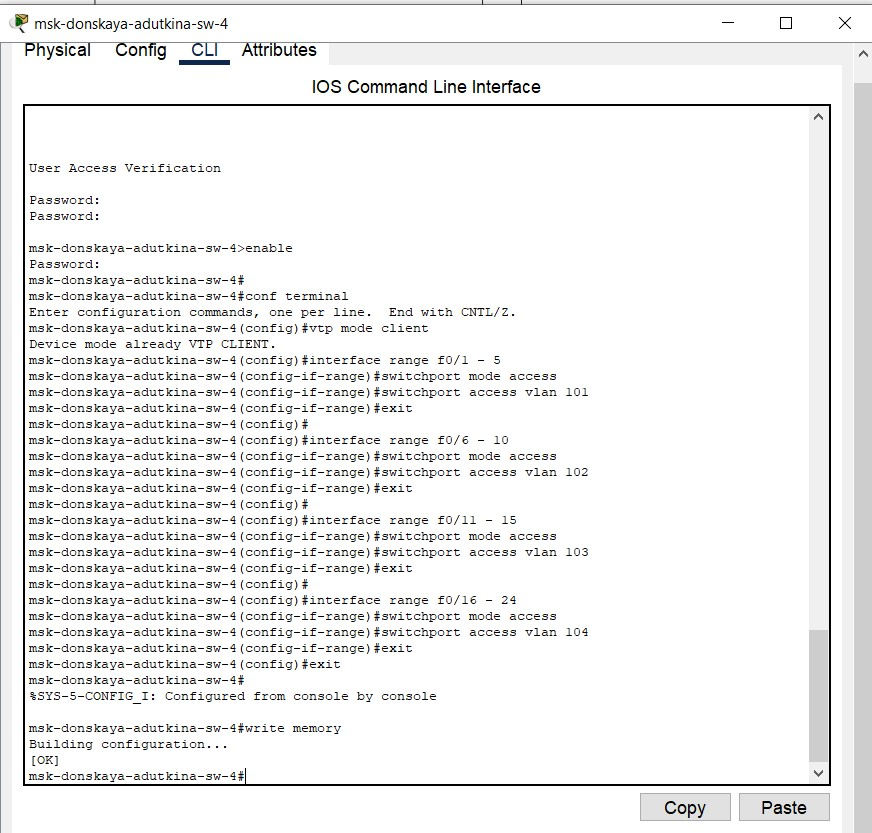 msk-donskaya-adutkina-sw-4
Physical Config CLI Attributes
IOS Command Line Interface
User Access Verification
Password:
Password:
msk-donskaya-adutkina-sw-4>enable
Password:
msk-donskaya-adutkina-sw-4#
msk-donskaya-adutkina-sw-4#conf terminal
Enter configuration commands, one per line.  End with CNTL/Z.
msk-donskaya-adutkina-sw-4(config)#vtp mode client
Device mode already VTP CLIENT.
msk-donskaya-adutkina-sw-4(config)#interface range f0/1 - 5
msk-donskaya-adutkina-sw-4(config-if-range)#switchport mode access
msk-donskaya-adutkina-sw-4(config-if-range)#switchport access vlan 101
msk-donskaya-adutkina-sw-4(config-if-range)#exit
msk-donskaya-adutkina-sw-4(config)#
msk-donskaya-adutkina-sw-4(config)#interface range f0/6 - 10
msk-donskaya-adutkina-sw-4(config-if-range)#switchport mode access
msk-donskaya-adutkina-sw-4(config-if-range)#switchport access vlan 102
msk-donskaya-adutkina-sw-4(config-if-range)#exit
msk-donskaya-adutkina-sw-4(config)#
msk-donskaya-adutkina-sw-4(config)#interface range f0/11 - 15
msk-donskaya-adutkina-sw-4(config-if-range)#switchport mode access
msk-donskaya-adutkina-sw-4(config-if-range)#switchport access vlan 103
msk-donskaya-adutkina-sw-4(config-if-range)#exit
msk-donskaya-adutkina-sw-4(config)#
msk-donskaya-adutkina-sw-4(config)#interface range f0/16 - 24
msk-donskaya-adutkina-sw-4(config-if-range)#switchport mode access
msk-donskaya-adutkina-sw-4(config-if-range)#switchport access vlan 104
msk-donskaya-adutkina-sw-4(config-if-range)#exit
msk-donskaya-adutkina-sw-4(config)#exit
msk-donskaya-adutkina-sw-4#
%SYS-5-CONFIG_I: Configured from console by console
msk-donskaya-adutkina-sw-4#write memory
Building configuration...
[OK]
msk-donskaya-adutkina-sw-4#
Copy Paste